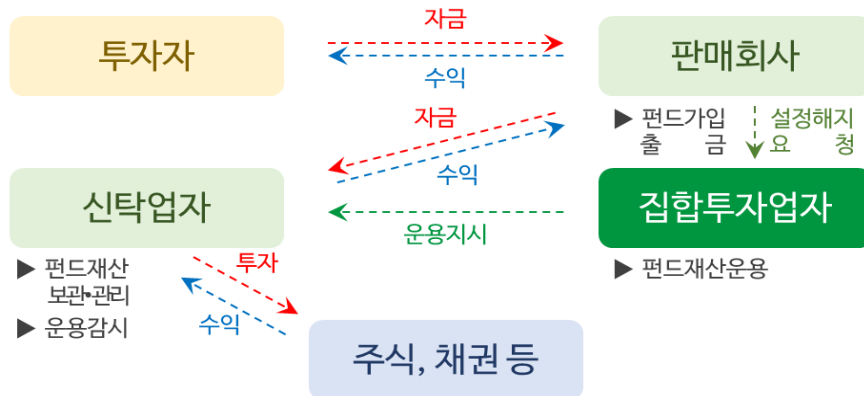 자금
투자자
판매회사
수익
자금
▶ 펀드가입
출 금
설정해지
요 청
수익
신탁업자
집합투자업자
운용지시
▶ 펀드재산
보관•관리
▶ 운용감시
투자
수익
▶ 펀드재산운용
주식, 채권 등